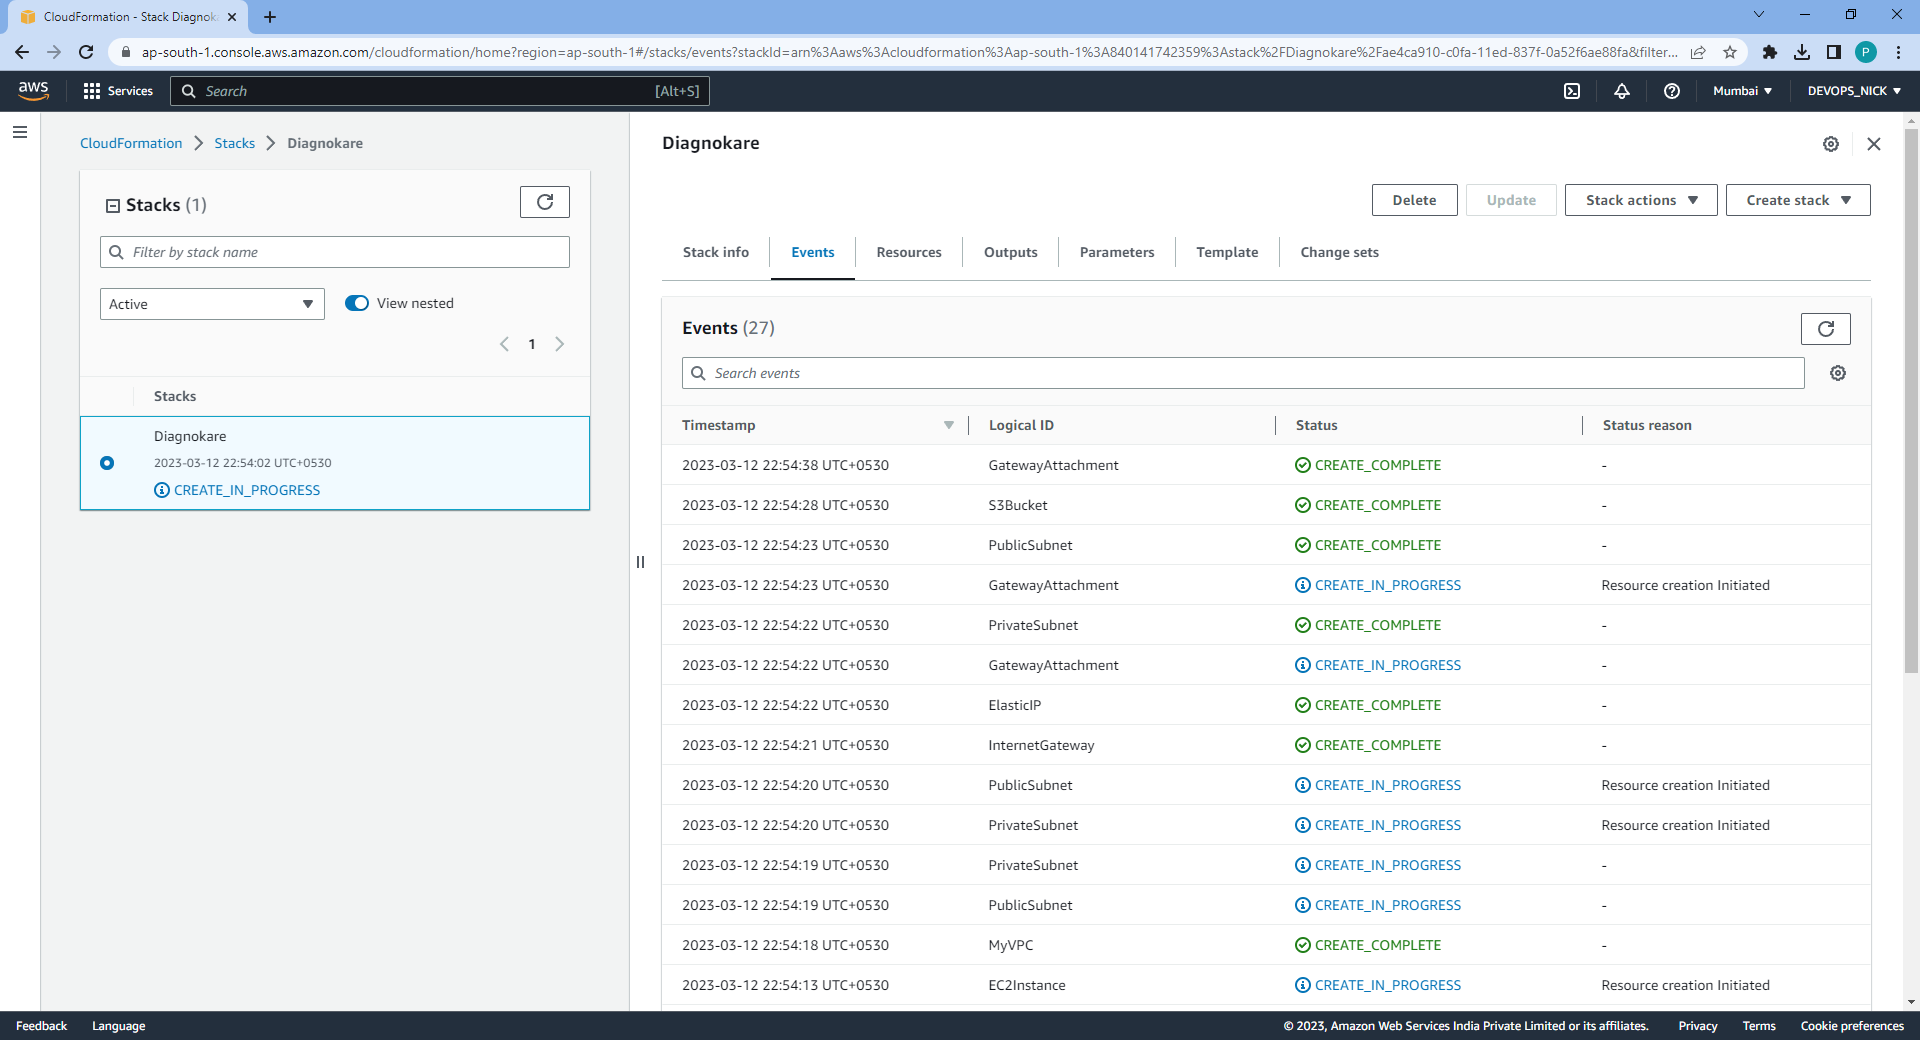 CloudFormation - Stack Diagnok
ap-south-1.console.aws.amazon.com/cloudformation/home?region=ap-south-1#/stacks/events?stackId=arn%3Aaws%3Acloudformation%3Aap-south-1%3A840141742359%3Astack%2FDiagnokare%2Fae4ca910-c0fa-11ed-837f-0a52f6ae88fa&filter...
P
aws
Services
Search
[Alt+S]
Mumbai
DEVOPS_NICK
CloudFormation
Stacks
Diagnokare
Stacks (1)
Filter by stack name
Active
View nested
1
Stacks
Diagnokare
2023-03-12 22:54:02 UTC+0530
CREATE_IN_PROGRESS
Diagnokare
Delete
Update
Stack actions
Create stack
Stack info
Events
Resources
Outputs
Parameters
Template
Change sets
Events (27)
Search events
Timestamp Logical ID Status Status reason
2023-03-12 22:54:38 UTC+0530 GatewayAttachment CREATE_COMPLETE -
2023-03-12 22:54:28 UTC+0530 S3Bucket CREATE_COMPLETE -
2023-03-12 22:54:23 UTC+0530 PublicSubnet CREATE_COMPLETE -
2023-03-12 22:54:23 UTC+0530 GatewayAttachment CREATE_IN_PROGRESS Resource creation Initiated
2023-03-12 22:54:22 UTC+0530 PrivateSubnet CREATE_COMPLETE -
2023-03-12 22:54:22 UTC+0530 GatewayAttachment CREATE_IN_PROGRESS -
2023-03-12 22:54:22 UTC+0530 ElasticIP CREATE_COMPLETE -
2023-03-12 22:54:21 UTC+0530 InternetGateway CREATE_COMPLETE -
2023-03-12 22:54:20 UTC+0530 PublicSubnet CREATE_IN_PROGRESS Resource creation Initiated
2023-03-12 22:54:20 UTC+0530 PrivateSubnet CREATE_IN_PROGRESS Resource creation Initiated
2023-03-12 22:54:19 UTC+0530 PrivateSubnet CREATE_IN_PROGRESS -
2023-03-12 22:54:19 UTC+0530 PublicSubnet CREATE_IN_PROGRESS -
2023-03-12 22:54:18 UTC+0530 MyVPC CREATE_COMPLETE -
2023-03-12 22:54:13 UTC+0530 EC2Instance CREATE_IN_PROGRESS Resource creation Initiated
Feedback
Language
© 2023, Amazon Web Services India Private Limited or its affiliates.
Privacy
Terms
Cookie preferences